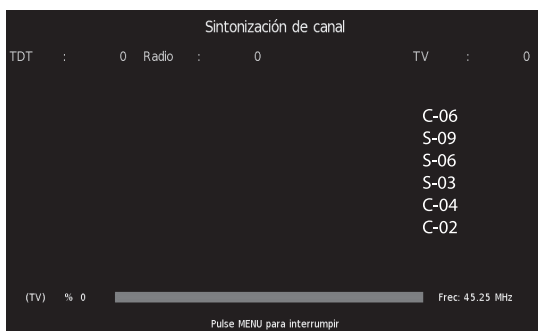 Sintonización de canal
TDT : 0 Radio : 0 TV : 0
C-06
S-09
S-06
S-03
C-04
C-02
(TV) % 0 Frec: 45.25 MHz
Pulse MENU para interrumpir